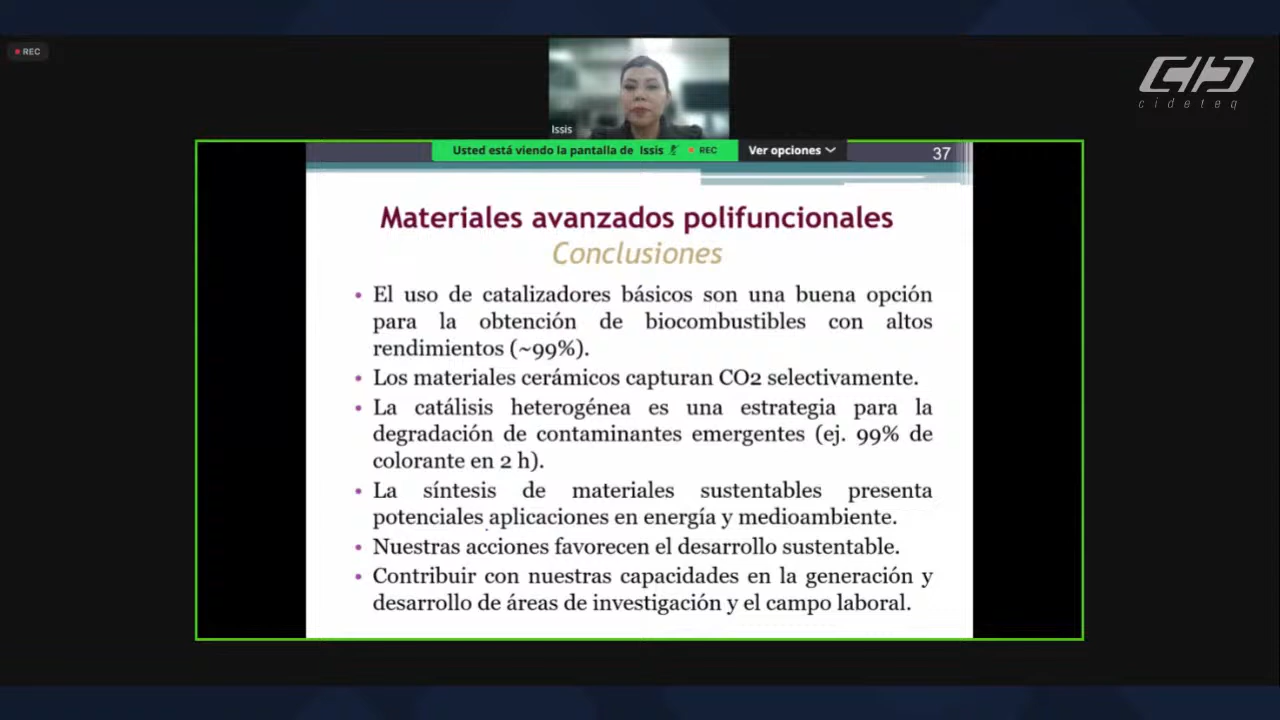 REC
cideteq
Issis
Usted está viendo la pantalla de Issis
REC
Ver opciones
37
Materiales avanzados polifuncionales
Conclusiones
• El uso de catalizadores básicos son una buena opción
para la obtención de biocombustibles con altos
rendimientos (~99%).
• Los materiales cerámicos capturan CO2 selectivamente.
• La catálisis heterogénea es una estrategia para la
degradación de contaminantes emergentes (ej. 99% de
colorante en 2 h).
• La síntesis de materiales sustentables presenta
potenciales aplicaciones en energía y medioambiente.
• Nuestras acciones favorecen el desarrollo sustentable.
• Contribuir con nuestras capacidades en la generación y
desarrollo de áreas de investigación y el campo laboral.